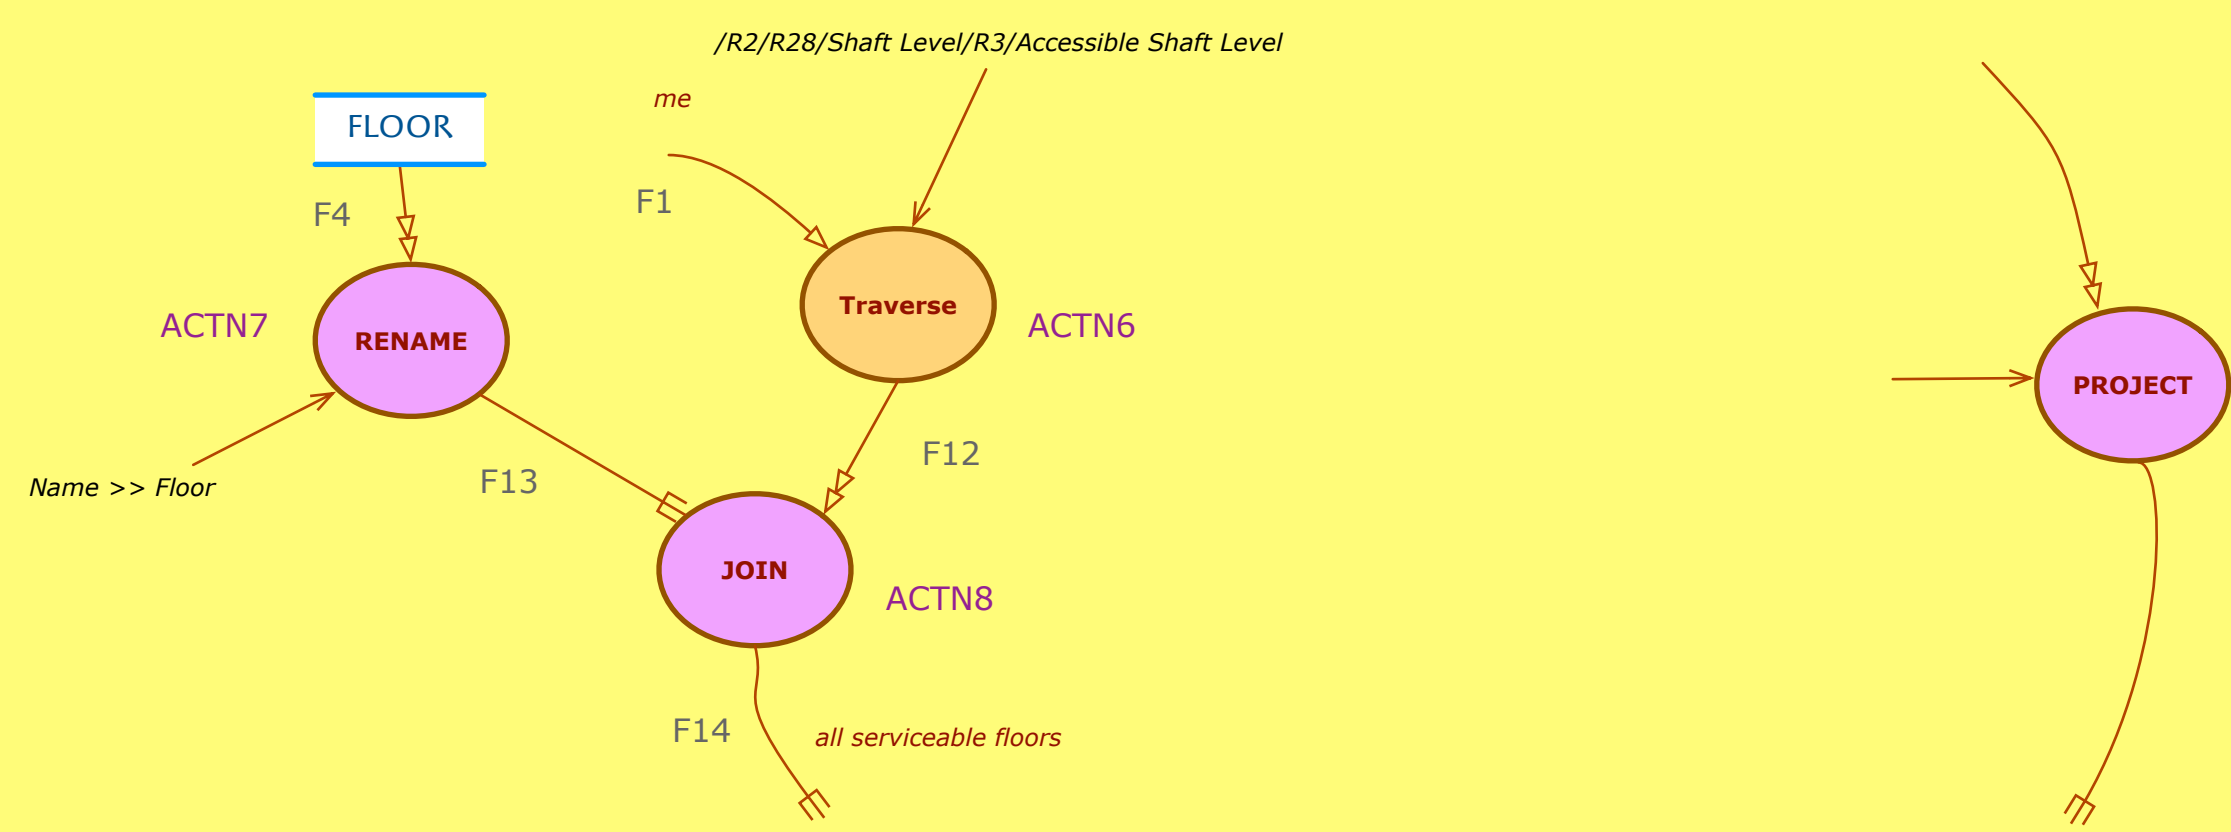 /R2/R28/Shaft Level/R3/Accessible Shaft Level
me
FLOOR
F1
F4
Traverse
ACTN7
ACTN6
RENAME
PROJECT
F12
F13
Name >> Floor
JOIN
ACTN8
F14
all serviceable floors